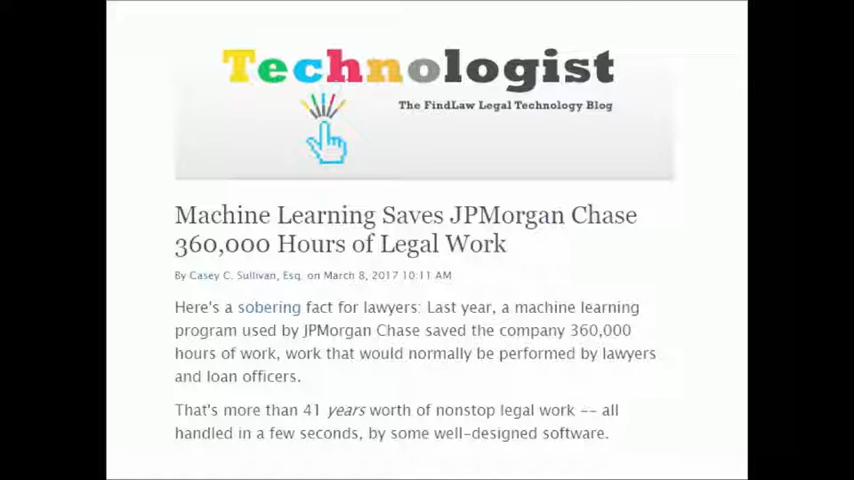 Technologist
The FindLaw Legal Technology Blog
Machine Learning Saves JPMorgan Chase
360,000 Hours of Legal Work
By Casey C. Sullivan, Esq. on March 8, 2017 10:11 AM
Here's a sobering fact for lawyers: Last year, a machine learning
program used by JPMorgan Chase saved the company 360,000
hours of work, work that would normally be performed by lawyers
and loan officers.
That's more than 41 years worth of nonstop legal work -- all
handled in a few seconds, by some well-designed software.